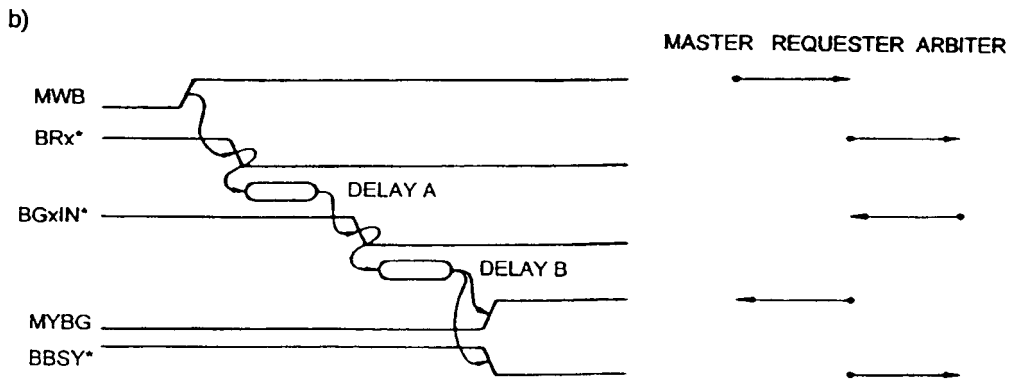 b)
MASTER REQUESTER ARBITER
MWB
BRx*
DELAY A
BGxIN*
DELAY B
MYBG
BBSY*